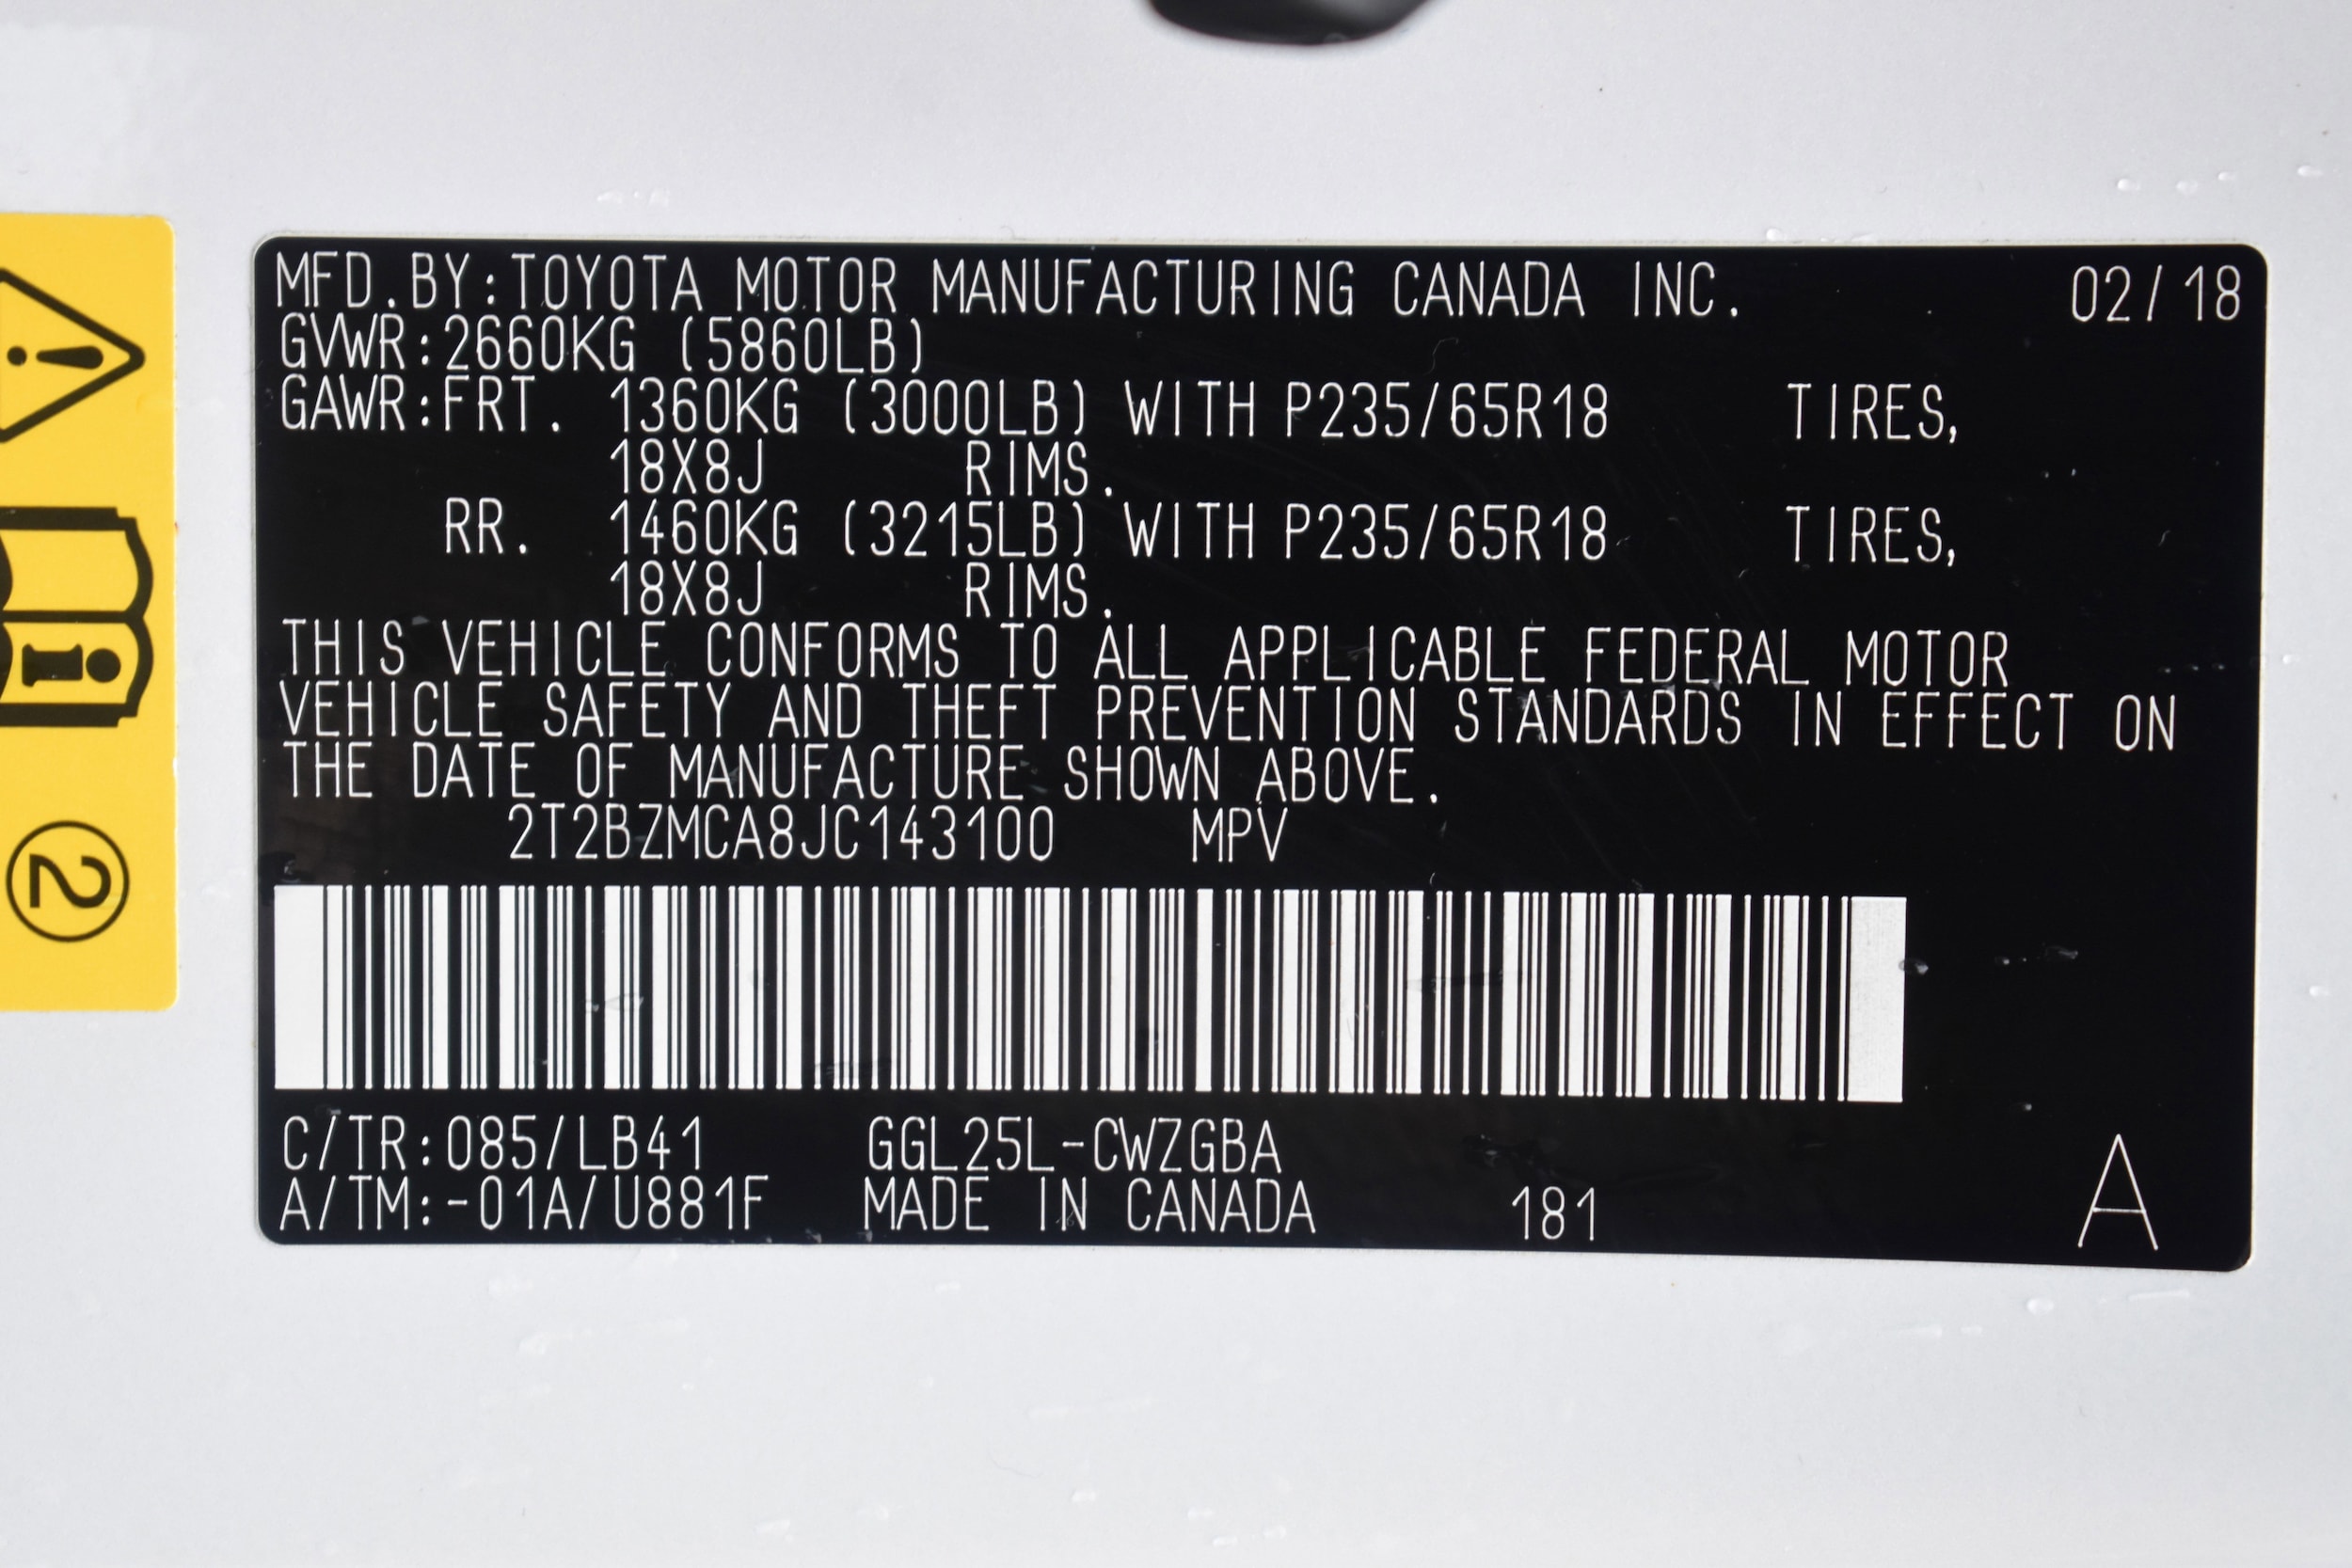 MFD.BY:TOYOTA MOTOR MANUFACTURING CANADA INC. 02/18
GVWR:2660KG (5860LB)
GAWR:FRT. 1360KG (3000LB) WITH P235/65R18 TIRES,
18X8J RIMS.
RR. 1460KG (3215LB) WITH P235/65R18 TIRES,
18X8J RIMS.
THIS VEHICLE CONFORMS TO ALL APPLICABLE FEDERAL MOTOR
VEHICLE SAFETY AND THEFT PREVENTION STANDARDS IN EFFECT ON
THE DATE OF MANUFACTURE SHOWN ABOVE.
2T2BZMCA8JC143100 MPV
C/TR:085/LB41 GGL25L-CWZGBA
A/TM:-01A/U881F MADE IN CANADA 181 A
2